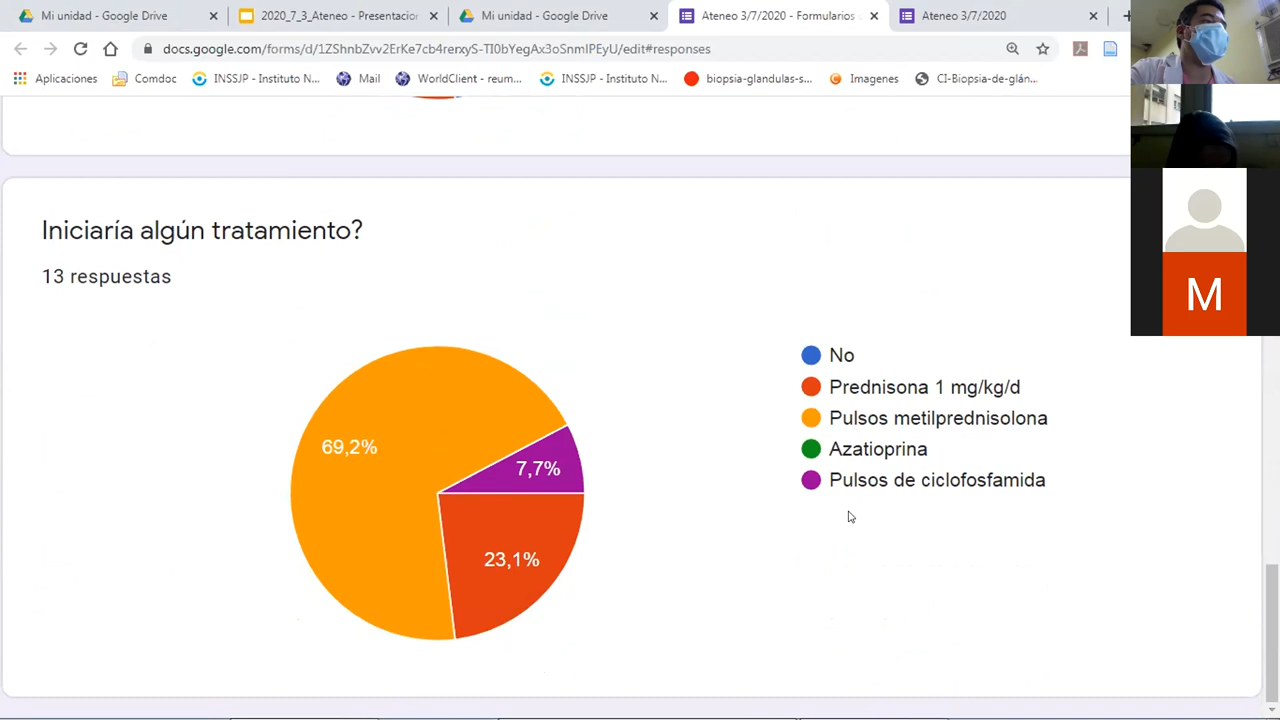 Mi unidad - Google Drive
2020_7_3_Ateneo - Presentacion
Mi unidad - Google Drive
Ateneo 3/7/2020 - Formularios
Ateneo 3/7/2020
docs.google.com/forms/d/1ZShnbZvv2ErKe7cb4rerxyS-TI0bYegAx3oSnmIPEyU/edit#responses
Aplicaciones
Comdoc
INSSJP - Instituto N...
Mail
WorldClient - reum...
INSSJP - Instituto N...
biopsia-glandulas-s...
Imagenes
CI-Biopsia-de-glán...
Iniciaría algún tratamiento?
13 respuestas
69,2%
7,7%
23,1%
No
Prednisona 1 mg/kg/d
Pulsos metilprednisolona
Azatioprina
Pulsos de ciclofosfamida
M